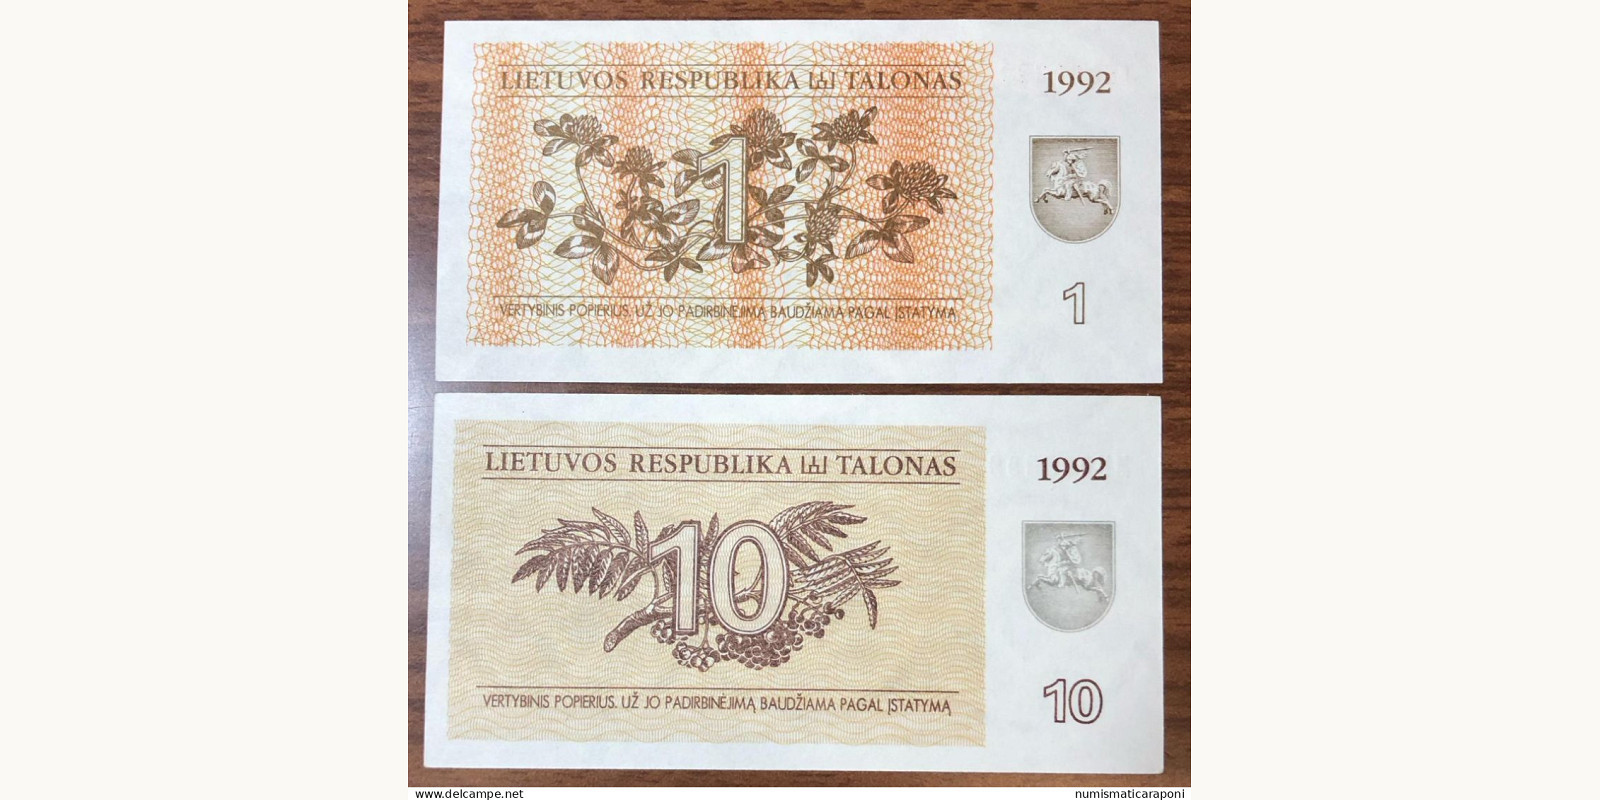 LIETUVOS RESPUBLIKA TALONAS
1992
1
VERTYBINIS POPIERIUS. UŽ JO PADIRBINĖJIMĄ BAUDŽIAMA PAGAL ĮSTATYMĄ
1
LIETUVOS RESPUBLIKA TALONAS
1992
10
VERTYBINIS POPIERIUS. UŽ JO PADIRBINĖJIMĄ BAUDŽIAMA PAGAL ĮSTATYMĄ
10
www.delcampe.net
numismaticaraponi